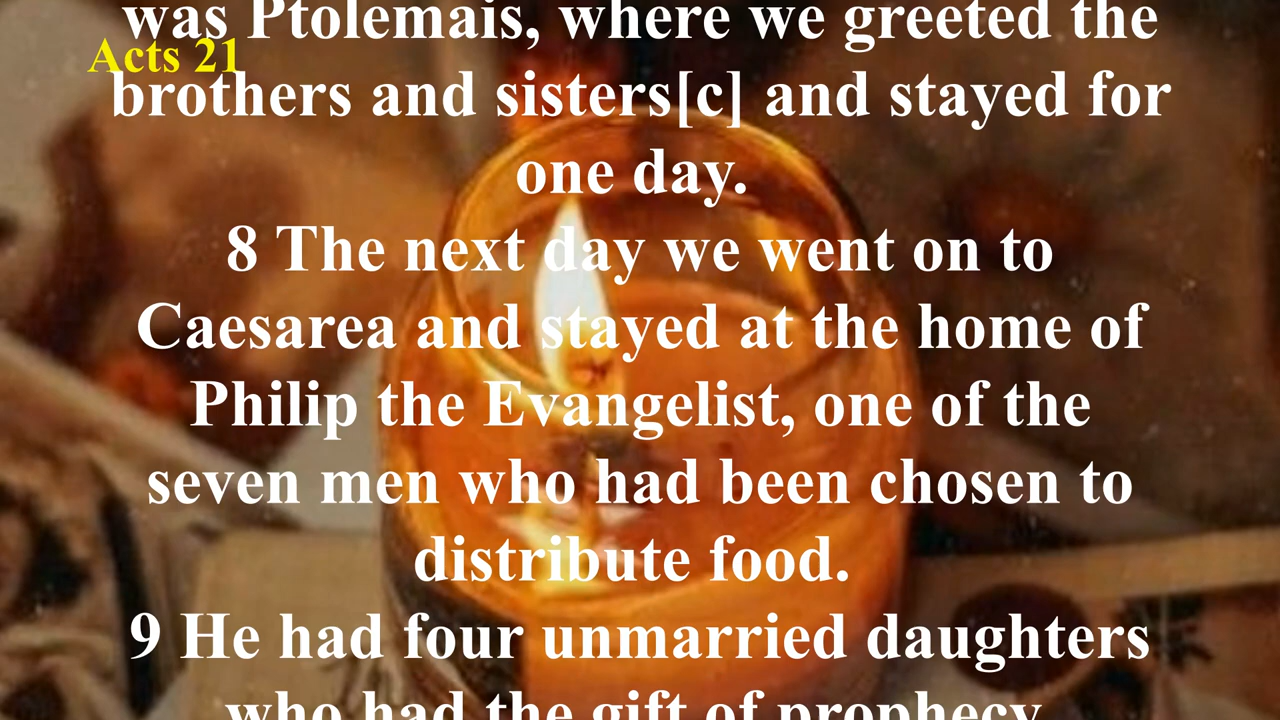 was Ptolemais, where we greeted the
Acts 21
brothers and sisters[c] and stayed for
one day.
8 The next day we went on to
Caesarea and stayed at the home of
Philip the Evangelist, one of the
seven men who had been chosen to
distribute food.
9 He had four unmarried daughters
who had the gift of prophecy.